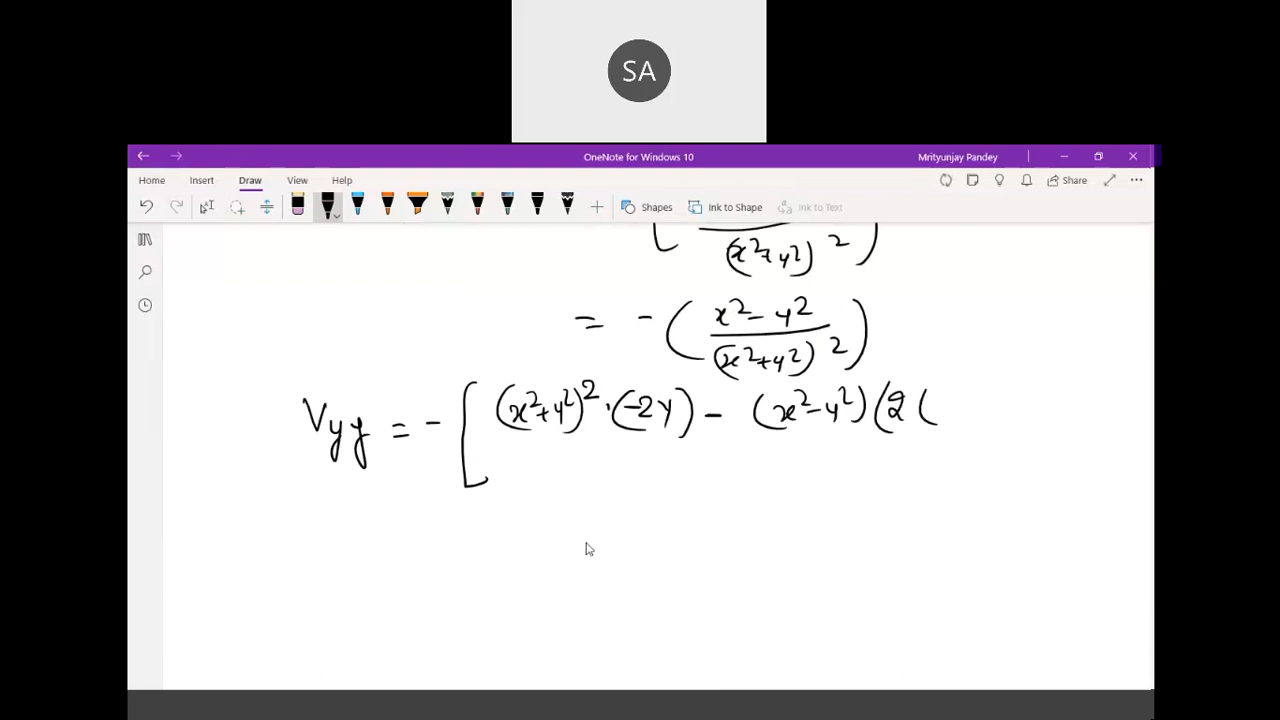 SA
OneNote for Windows 10
Mrityunjay Pandey
Home Insert Draw View Help
Share
Shapes Ink to Shape Ink to Text
(x²+y²)²
= -(x²-y²/(x²+y²)²)
Vyy = -[(x²+y²)²·(-2y) - (x²-y²)(2(